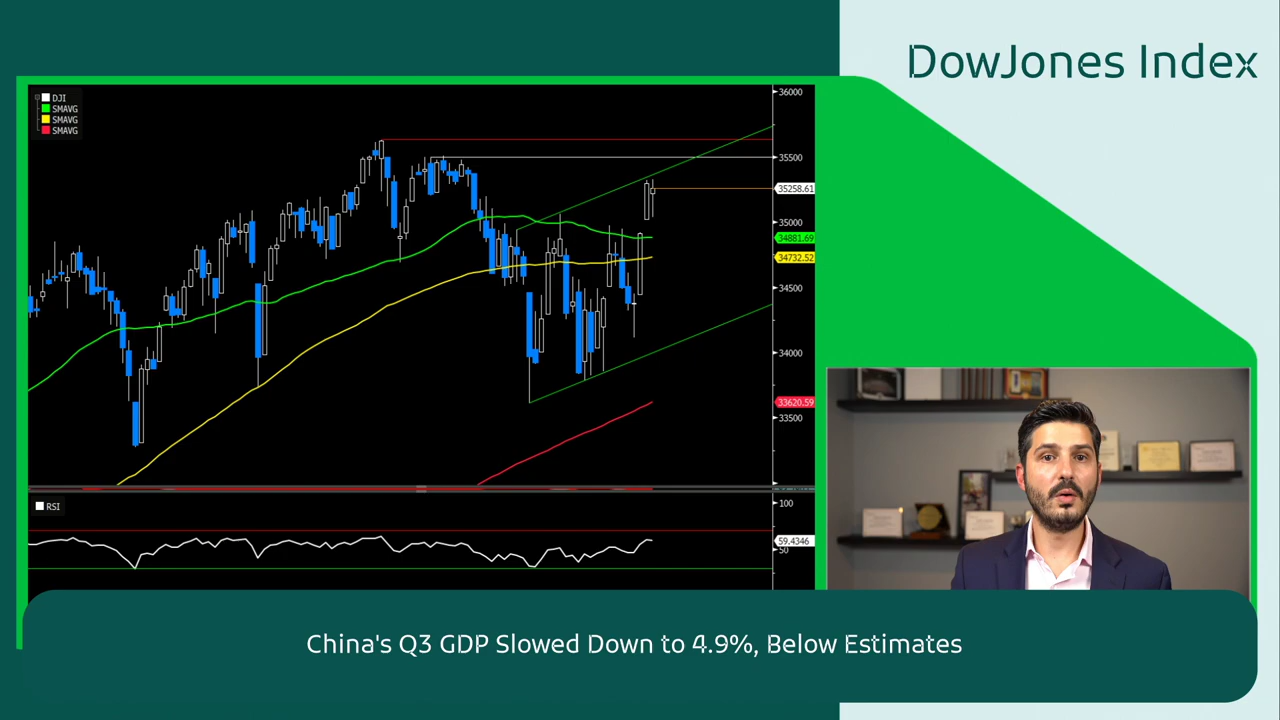 DowJones Index
DJI
SMAVG
SMAVG
SMAVG
36000
35500
35258.61
35000
34881.69
34732.52
34500
34000
33620.59
33500
RSI
100
59.4346
50
China's Q3 GDP Slowed Down to 4.9%, Below Estimates